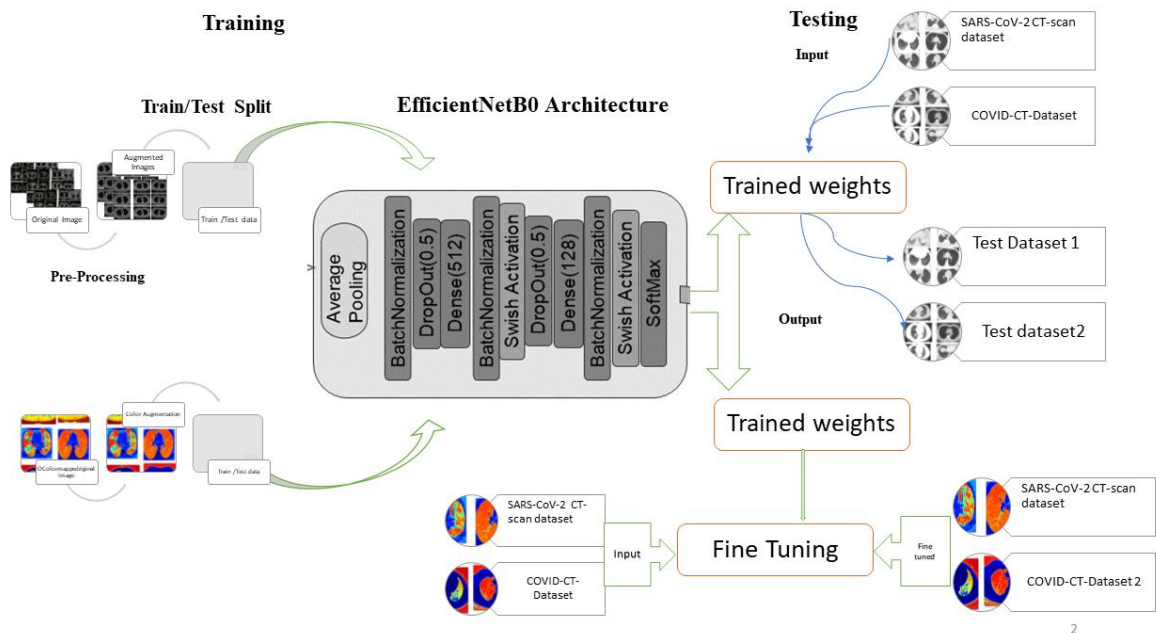 Training
Testing
Input
SARS-CoV-2 CT-scan
dataset
COVID-CT-Dataset
Train/Test Split
EfficientNetB0 Architecture
Augmented
Images
Original Image
Train /Test data
Pre-Processing
Average
Pooling
BatchNormalization
DropOut(0.5)
Dense(512)
BatchNormalization
Swish Activation
DropOut(0.5)
Dense(128)
BatchNormalization
Swish Activation
SoftMax
Trained weights
Test Dataset 1
Output
Test dataset2
Color Augmentation
OColormappedoriginal
Image
Train /Test data
Trained weights
SARS-CoV-2 CT-
scan dataset
COVID-CT-
Dataset
Input
Fine Tuning
Fine
tuned
SARS-CoV-2 CT-scan
dataset
COVID-CT-Dataset 2
2